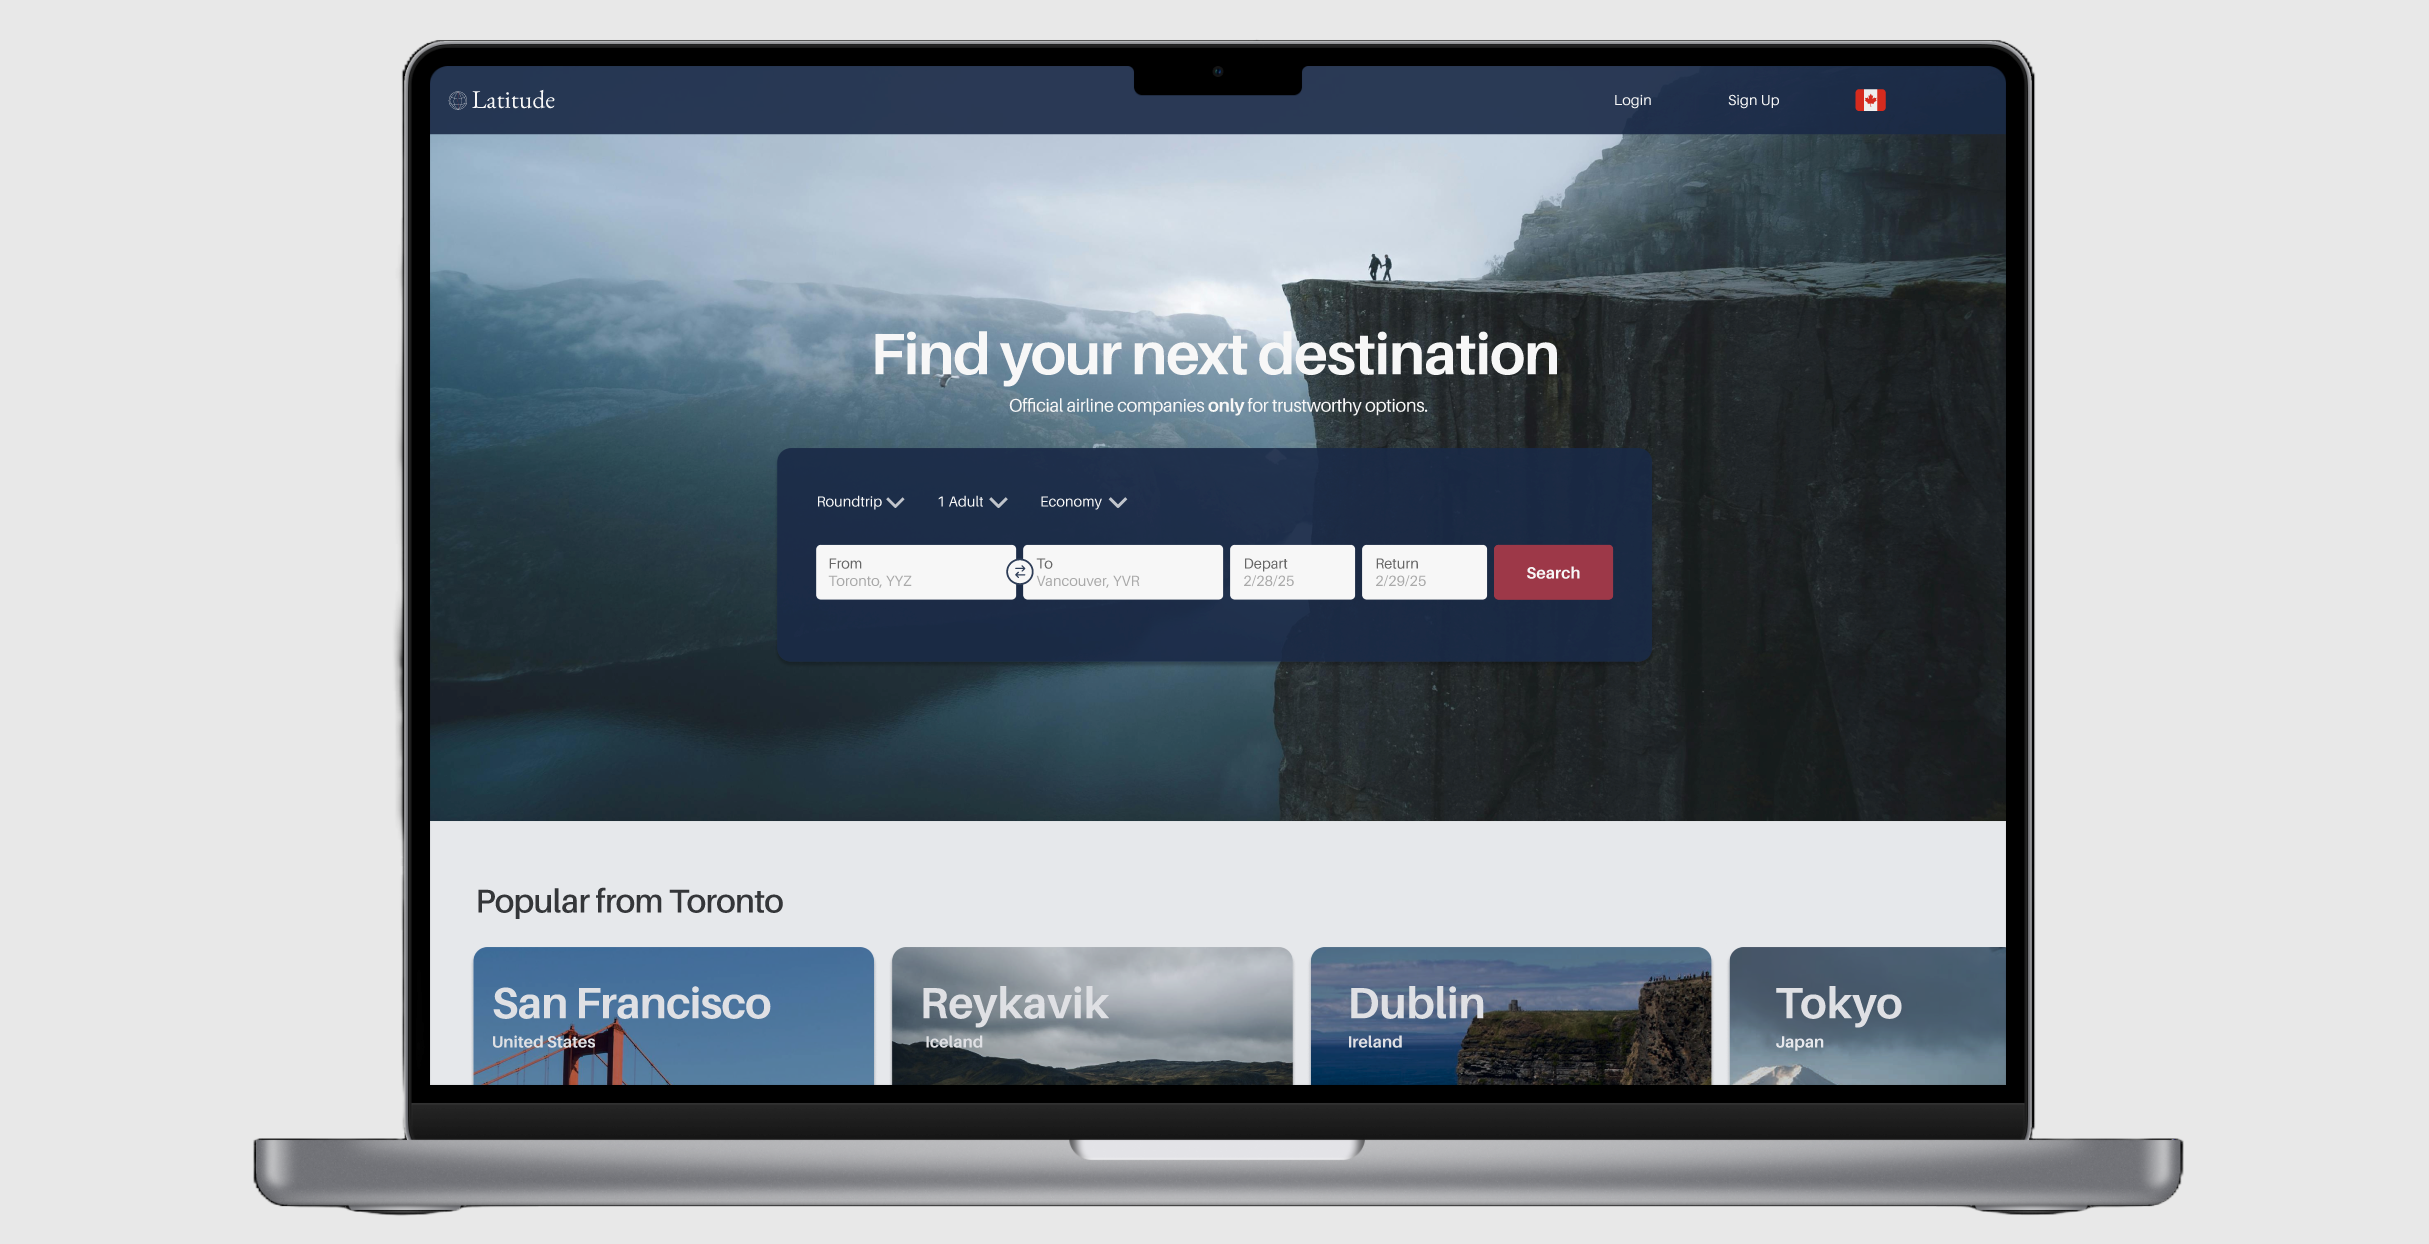 Latitude
Login
Sign Up
Find your next destination
Official airline companies only for trustworthy options.
Roundtrip
1 Adult
Economy
From
Toronto, YYZ
To
Vancouver, YVR
Depart
2/28/25
Return
2/29/25
Search
Popular from Toronto
San Francisco
United States
Reykavik
Iceland
Dublin
Ireland
Tokyo
Japan